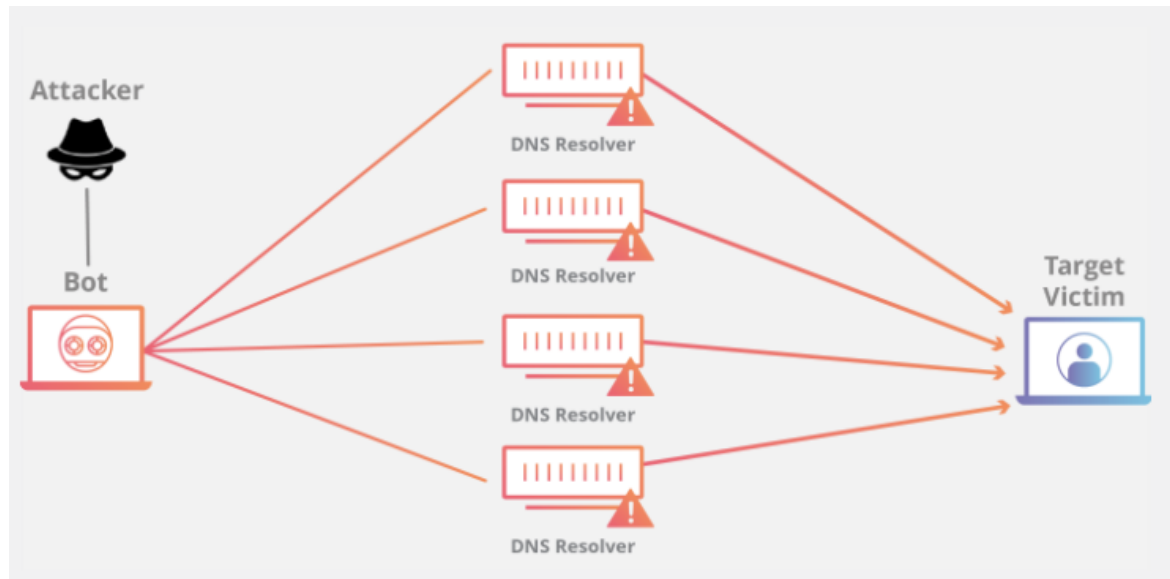 Attacker
Bot
DNS Resolver
DNS Resolver
DNS Resolver
DNS Resolver
Target
Victim